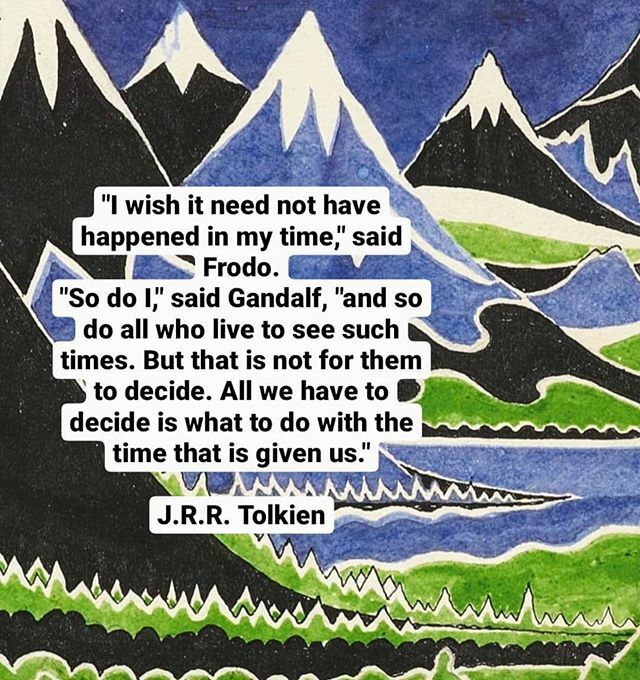 "I wish it need not have
happened in my time," said
Frodo.
"So do I," said Gandalf, "and so
do all who live to see such
times. But that is not for them
to decide. All we have to
decide is what to do with the
time that is given us."
J.R.R. Tolkien